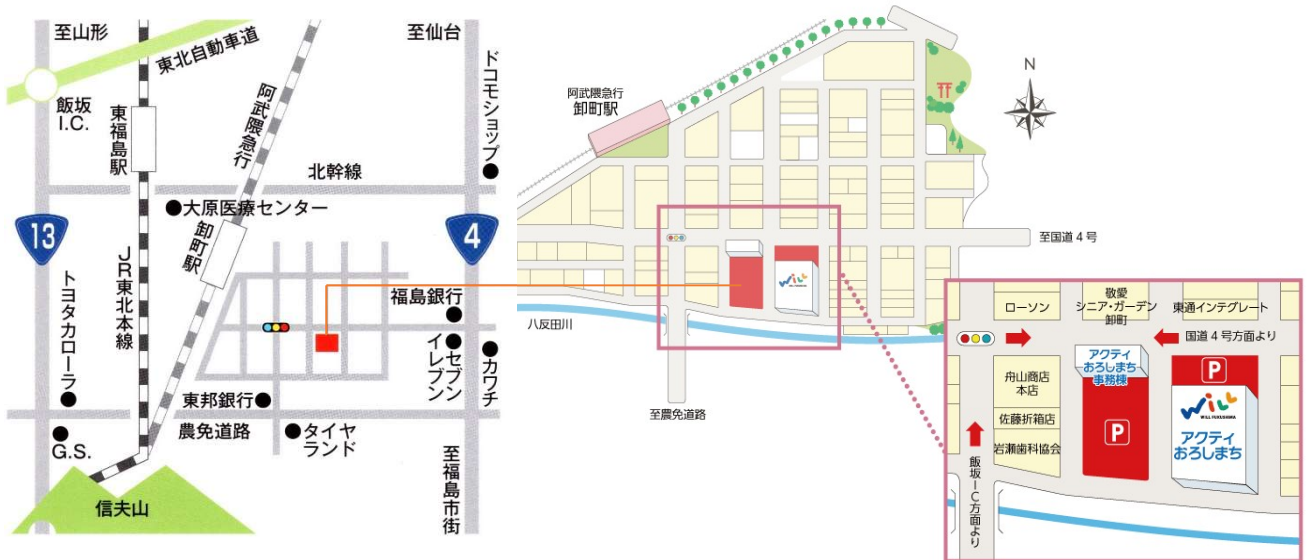 至山形
東北自動車道
至仙台
ドコモショップ
飯坂
I.C.
東福島駅
阿武隈急行
北幹線
大原医療センター
13
4
卸町駅
JR東北本線
トヨタカローラ
福島銀行
セブン
イレブン
カワチ
東邦銀行
農免道路
タイヤ
ランド
G.S.
信夫山
至福島市街
阿武隈急行
卸町駅
N
至国道4号
八反田川
WiLL
WILL FUKUSHIMA
至農免道路
ローソン
敬愛
シニア・ガーデン
卸町
東通インテグレート
国道4号方面より
アクティ
おろしまち
事務棟
P
舟山商店
本店
佐藤折箱店
岩瀬歯科協会
P
WiLL
WILL FUKUSHIMA
アクティ
おろしまち
飯坂IC方面より